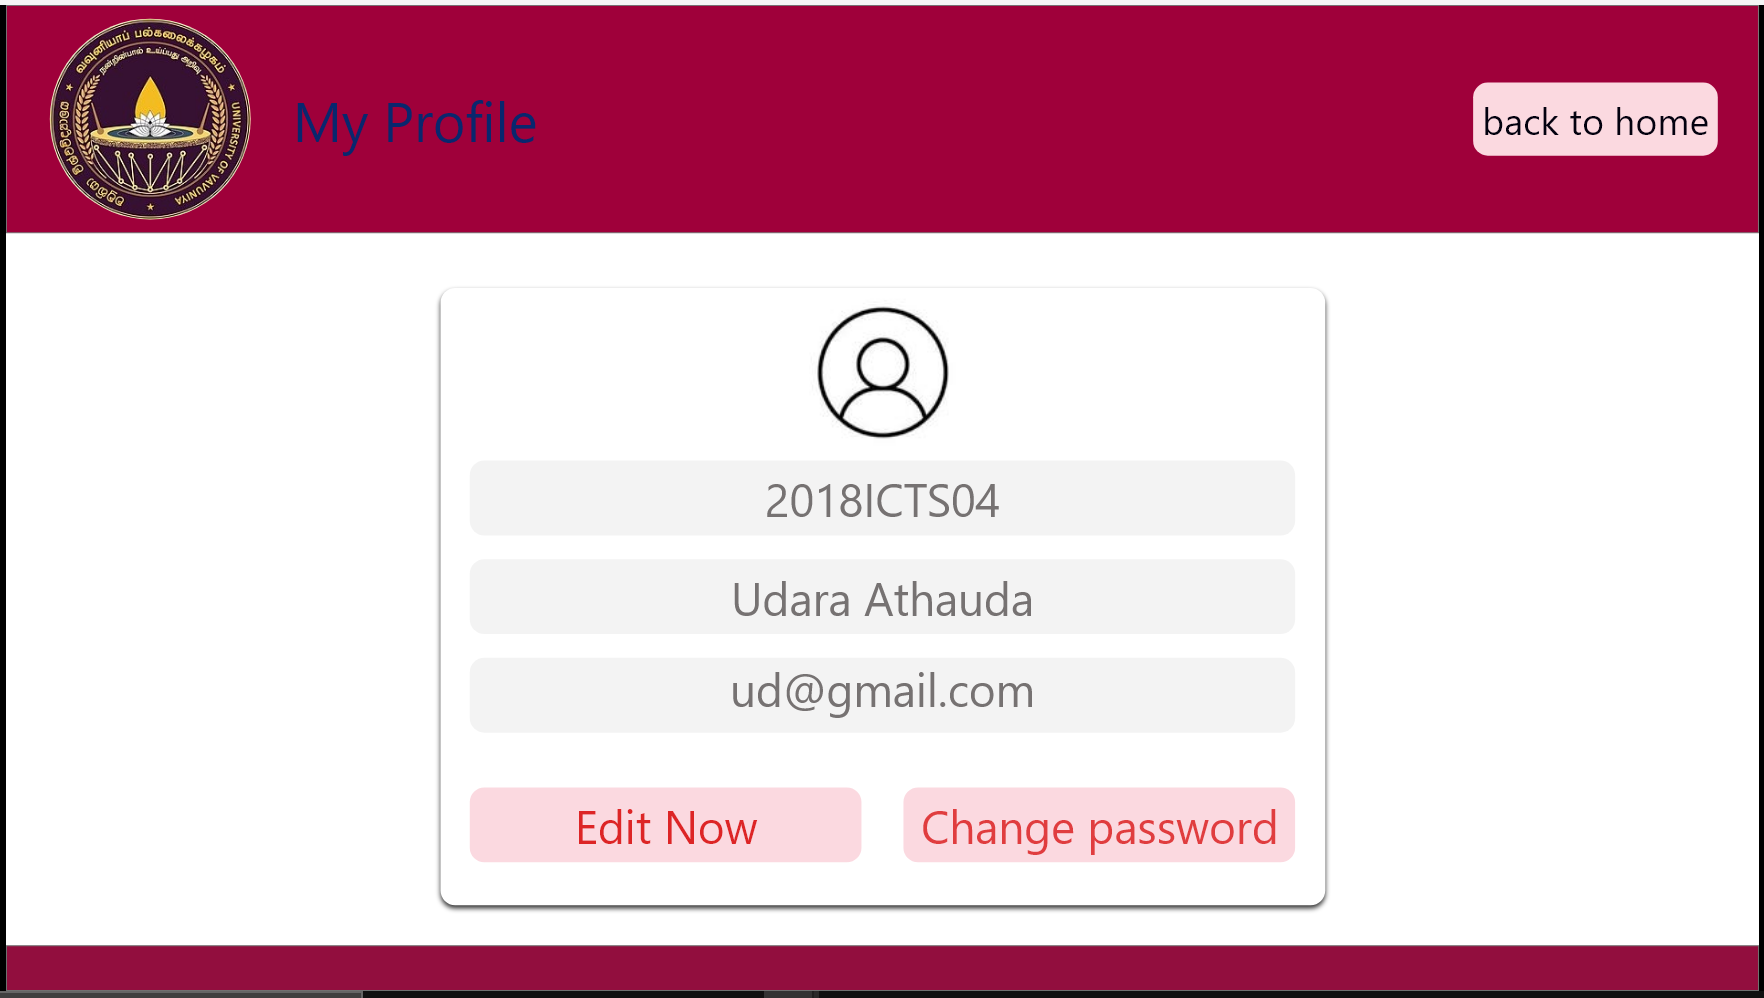 வவுனியாப் பல்கலைக்கழகம்
UNIVERSITY OF VAVUNIYA
My Profile
back to home
2018ICTS04
Udara Athauda
ud@gmail.com
Edit Now
Change password